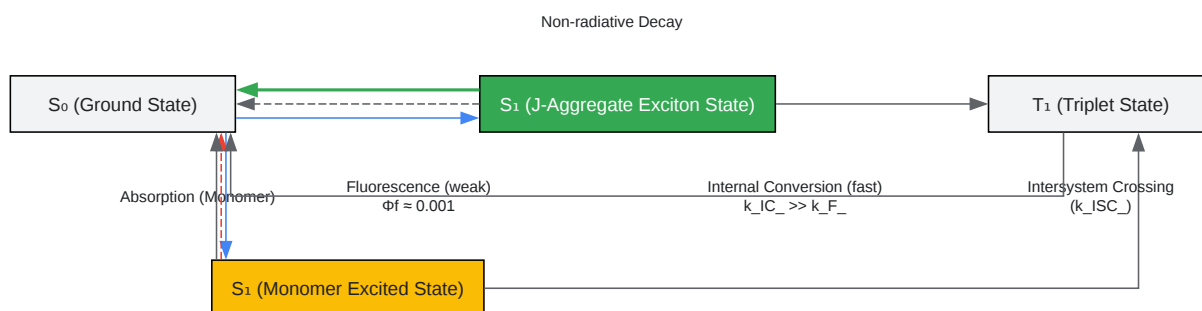 Non-radiative Decay
S₀ (Ground State)
S₁ (J-Aggregate Exciton State)
T₁ (Triplet State)
Absorption (Monomer)
Fluorescence (weak)
Φf ≈ 0.001
Internal Conversion (fast)
k_IC_ >> k_F_
Intersystem Crossing
(k_ISC_)
S₁ (Monomer Excited State)